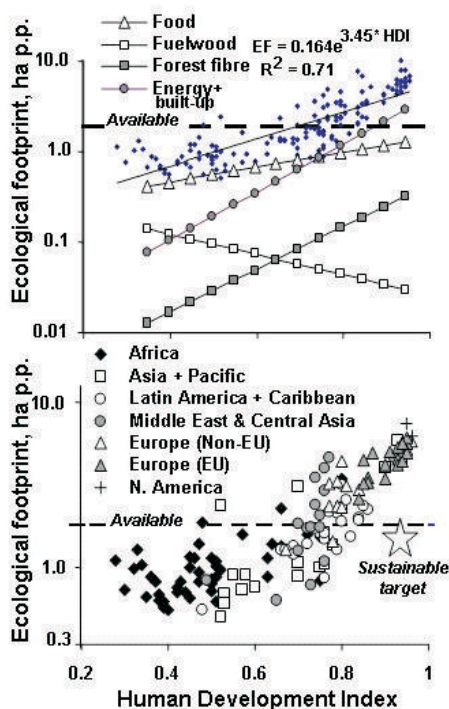 Food
Fuelwood
EF = 0.164e^3.45* HDI
Forest fibre
R² = 0.71
Energy+
built-up
Available
Ecological footprint, ha p.p.
10.0
1.0
0.1
0.01
Africa
Asia + Pacific
Latin America + Caribbean
Middle East & Central Asia
Europe (Non-EU)
Europe (EU)
N. America
Available
Sustainable
target
Ecological footprint, ha p.p.
10.0
1.0
0.3
0.2 0.4 0.6 0.8 1
Human Development Index